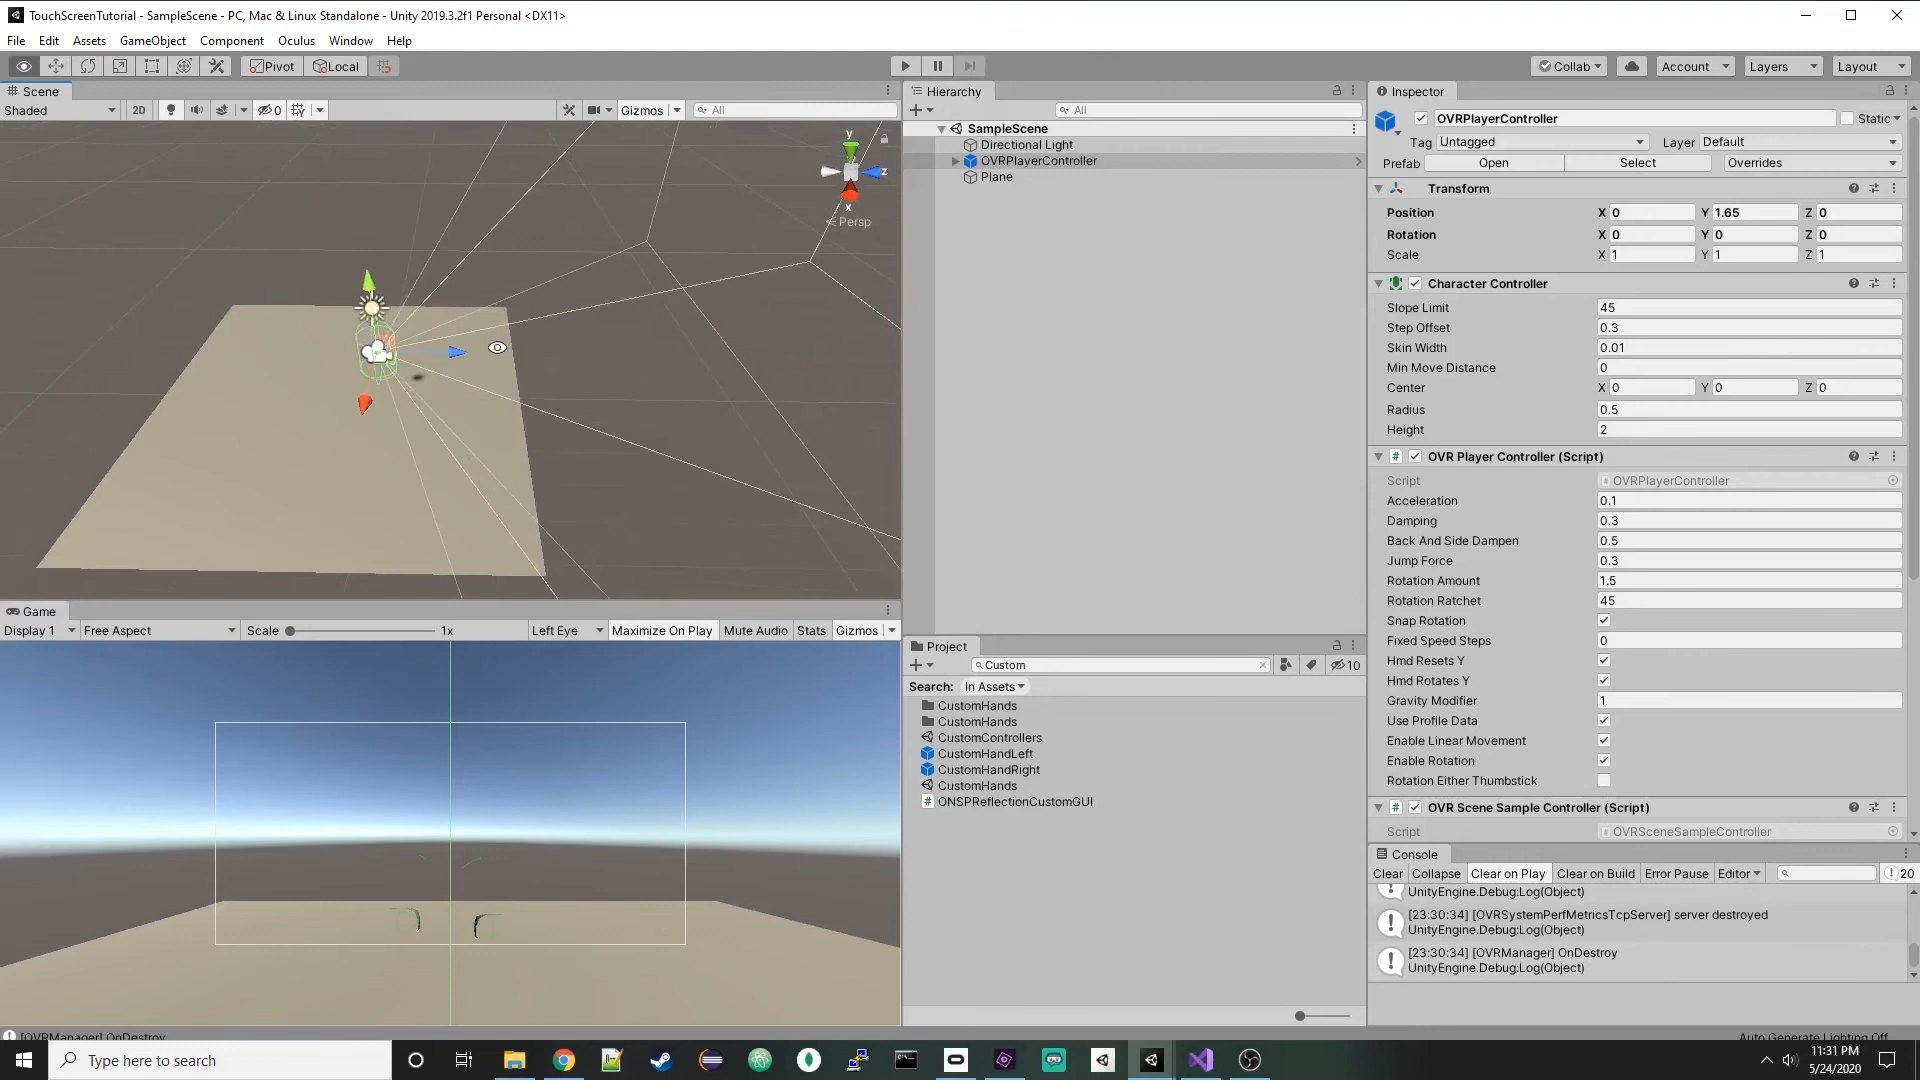 TouchScreenTutorial - SampleScene - PC, Mac & Linux Standalone - Unity 2019.3.2f1 Personal <DX11>
File Edit Assets GameObject Component Oculus Window Help
Pivot Local Collab Account Layers Layout
Scene
Shaded 2D 0 Gizmos All
y
z
x
Persp
Game
Display 1 Free Aspect Scale 1x Left Eye Maximize On Play Mute Audio Stats Gizmos
Hierarchy
All
SampleScene
Directional Light
OVRPlayerController
Plane
Project
Custom 10
Search: In Assets
CustomHands
CustomHands
CustomControllers
CustomHandLeft
CustomHandRight
CustomHands
ONSPReflectionCustomGUI
Inspector
OVRPlayerController Static
Tag Untagged Layer Default
Prefab Open Select Overrides
Transform
Position X 0 Y 1.65 Z 0
Rotation X 0 Y 0 Z 0
Scale X 1 Y 1 Z 1
Character Controller
Slope Limit 45
Step Offset 0.3
Skin Width 0.01
Min Move Distance 0
Center X 0 Y 0 Z 0
Radius 0.5
Height 2
# OVR Player Controller (Script)
Script OVRPlayerController
Acceleration 0.1
Damping 0.3
Back And Side Dampen 0.5
Jump Force 0.3
Rotation Amount 1.5
Rotation Ratchet 45
Snap Rotation
Fixed Speed Steps 0
Hmd Resets Y
Hmd Rotates Y
Gravity Modifier 1
Use Profile Data
Enable Linear Movement
Enable Rotation
Rotation Either Thumbstick
# OVR Scene Sample Controller (Script)
Script OVRSceneSampleController
Console
Clear Collapse Clear on Play Clear on Build Error Pause Editor 20
UnityEngine.Debug:Log(Object)
[23:30:34] [OVRSystemPerfMetricsTcpServer] server destroyed
UnityEngine.Debug:Log(Object)
[23:30:34] [OVRManager] OnDestroy
UnityEngine.Debug:Log(Object)
[OVRManager] OnDestroy
Auto Generate Lighting Off
Type here to search
11:31 PM
5/24/2020